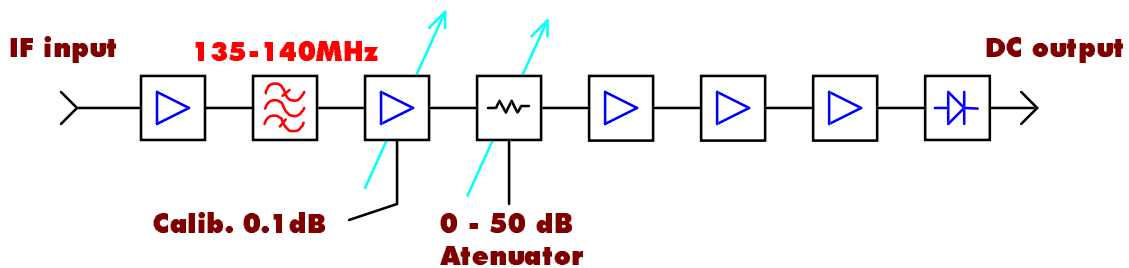 IF input
135-140MHz
DC output
Calib. 0.1dB
0 - 50 dB
Atenuator